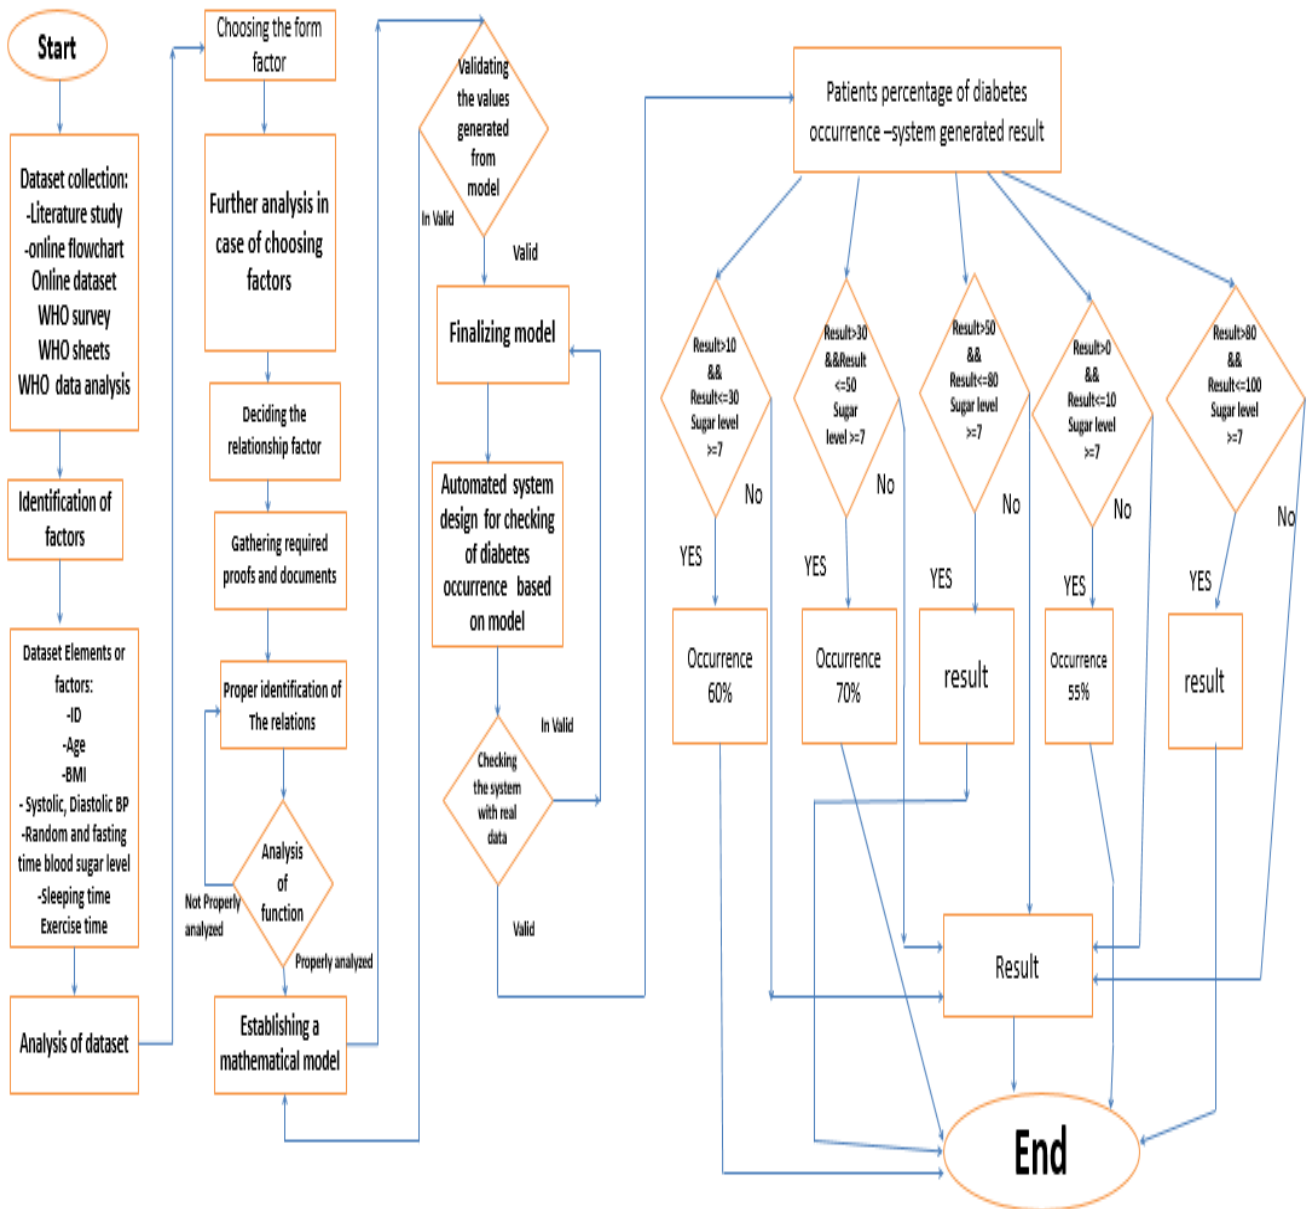 Start
Dataset collection:
-Literature study
-online flowchart
Online dataset
WHO survey
WHO sheets
WHO data analysis
Identification of
factors
Dataset Elements or
factors:
-ID
-Age
-BMI
- Systolic, Diastolic BP
-Random and fasting
time blood sugar level
-Sleeping time
Exercise time
Analysis of dataset
Choosing the form
factor
Further analysis in
case of choosing
factors
Deciding the
relationship factor
Gathering required
proofs and documents
Proper identification of
The relations
Analysis
of
function
Not Properly
analyzed
Properly analyzed
Establishing a
mathematical model
Validating
the values
generated
from
model
In Valid
Valid
Finalizing model
Automated system
design for checking
of diabetes
occurrence based
on model
In Valid
Checking
the system
with real
data
Valid
Patients percentage of diabetes
occurrence –system generated result
Result>10
&&
Result<=30
Sugar level
>=7
No
YES
Occurrence
60%
Result>30
&&Result
<=50
Sugar
level >=7
No
YES
Occurrence
70%
Result>50
&&
Result<=80
Sugar level
>=7
No
YES
result
Result>0
&&
Result<=10
Sugar level
>=7
No
YES
Occurrence
55%
Result>80
&&
Result<=100
Sugar level
>=7
No
YES
result
Result
End